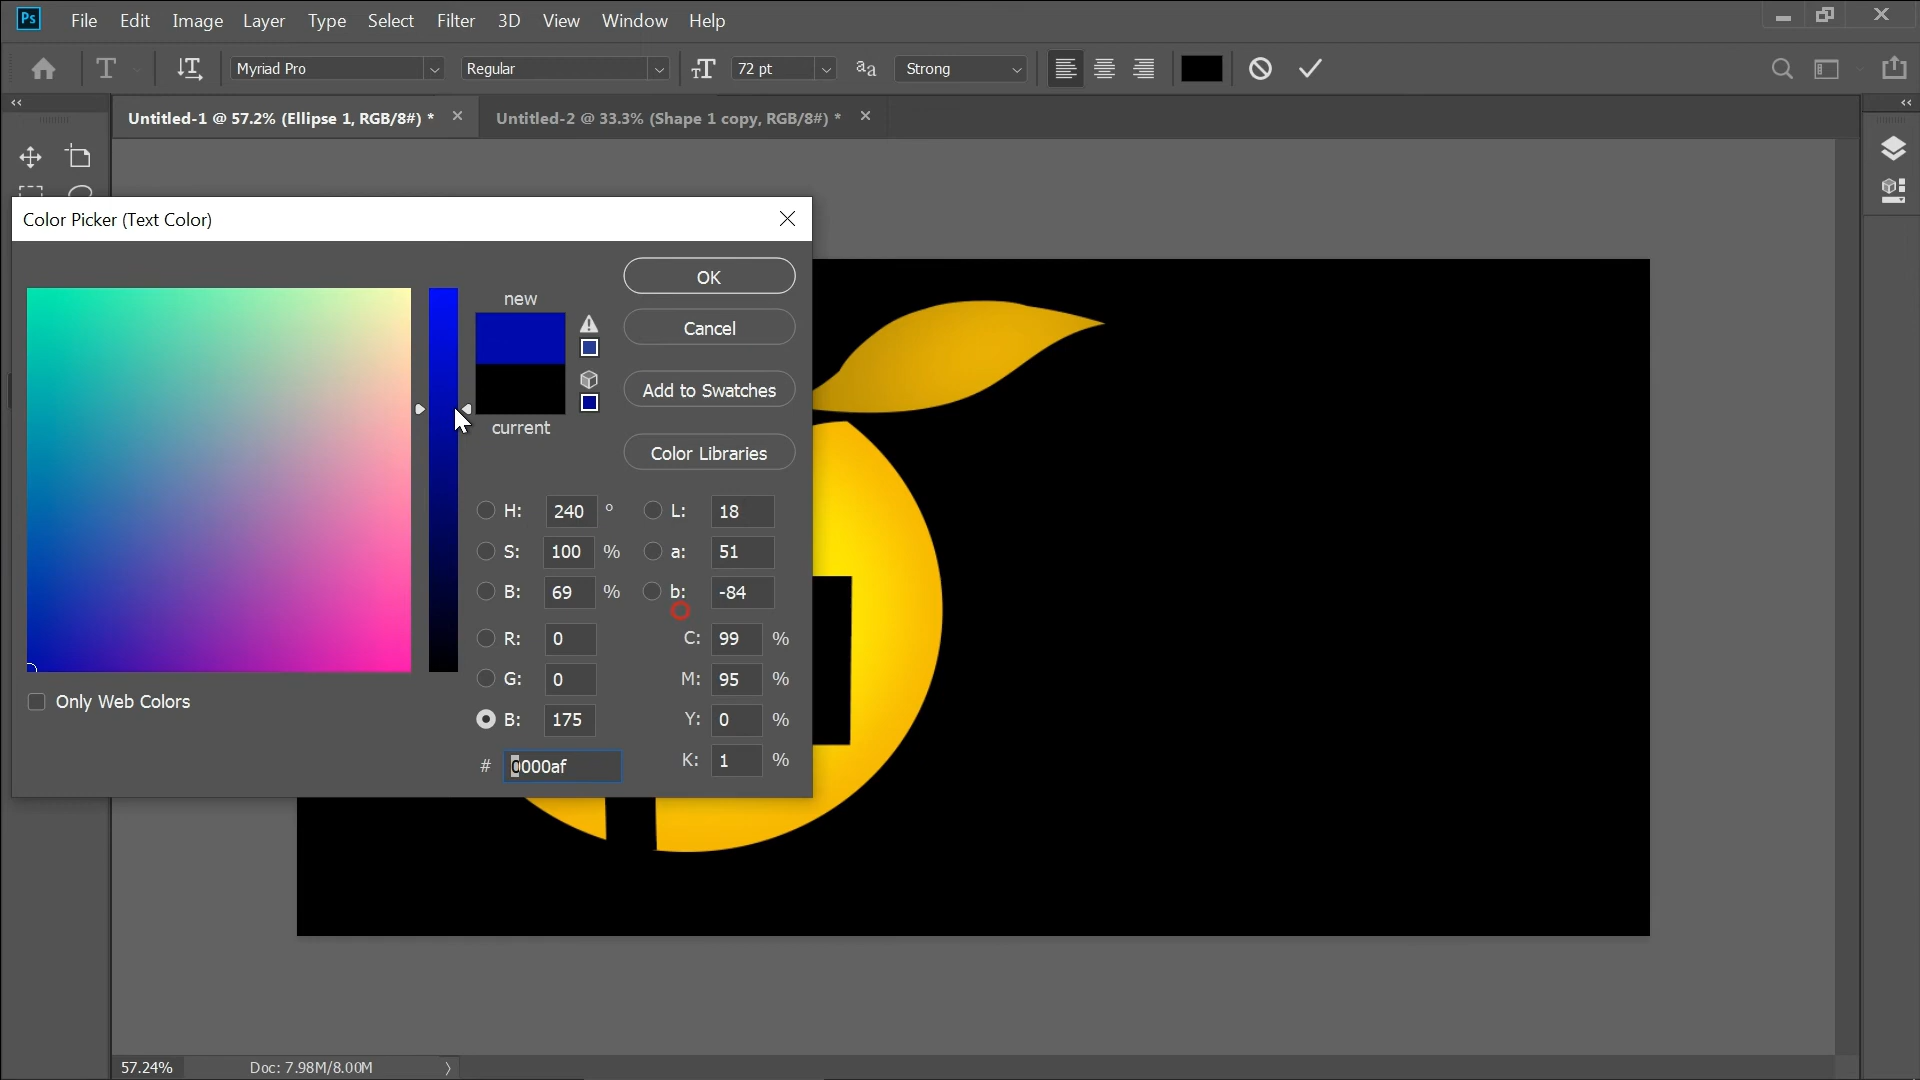 Ps File Edit Image Layer Type Select Filter 3D View Window Help
T Myriad Pro Regular 72 pt aa Strong
Untitled-1 @ 57.2% (Ellipse 1, RGB/8#) * Untitled-2 @ 33.3% (Shape 1 copy, RGB/8#) *
Color Picker (Text Color)
new
current
OK
Cancel
Add to Swatches
Color Libraries
H: 240 ° L: 18
S: 100 % a: 51
B: 69 % b: -84
R: 0 C: 99 %
G: 0 M: 95 %
B: 175 Y: 0 %
# 0000af K: 1 %
Only Web Colors
57.24% Doc: 7.98M/8.00M